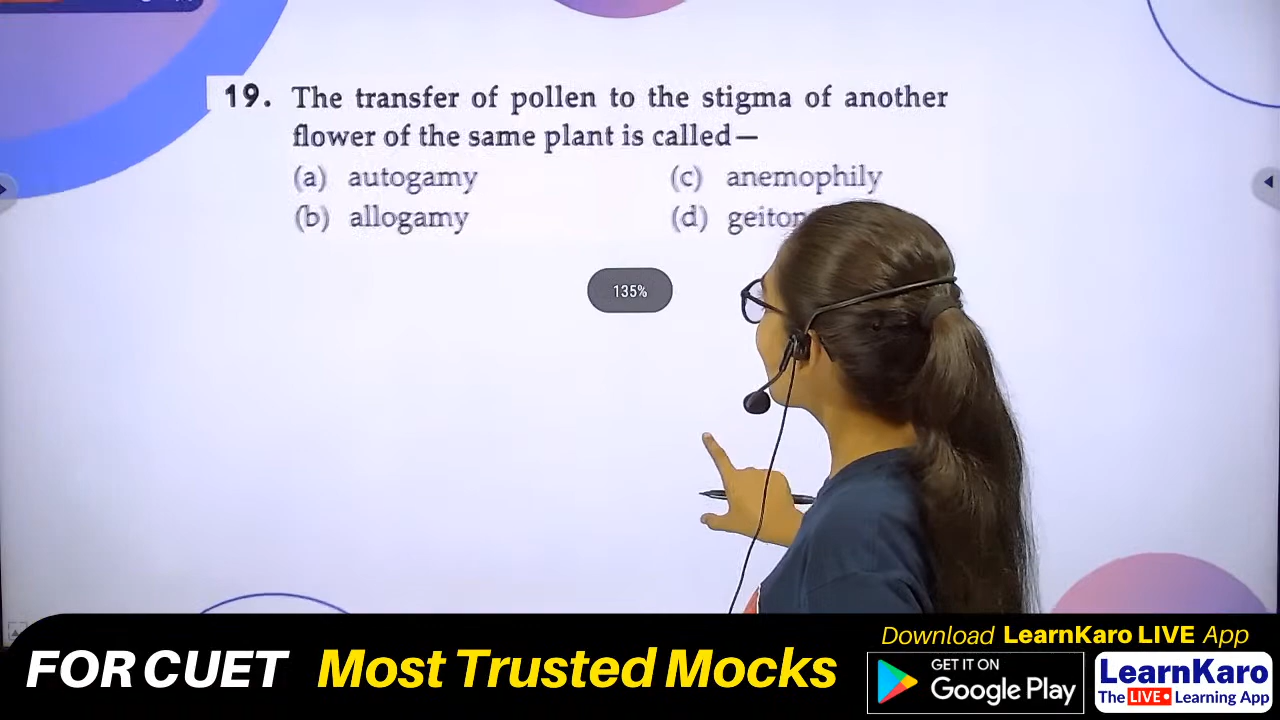 19. The transfer of pollen to the stigma of another
flower of the same plant is called—
(a) autogamy (c) anemophily
(b) allogamy (d)
135%
FOR CUET Most Trusted Mocks
Download LearnKaro LIVE App
GET IT ON
Google Play
LearnKaro
The LIVE Learning App